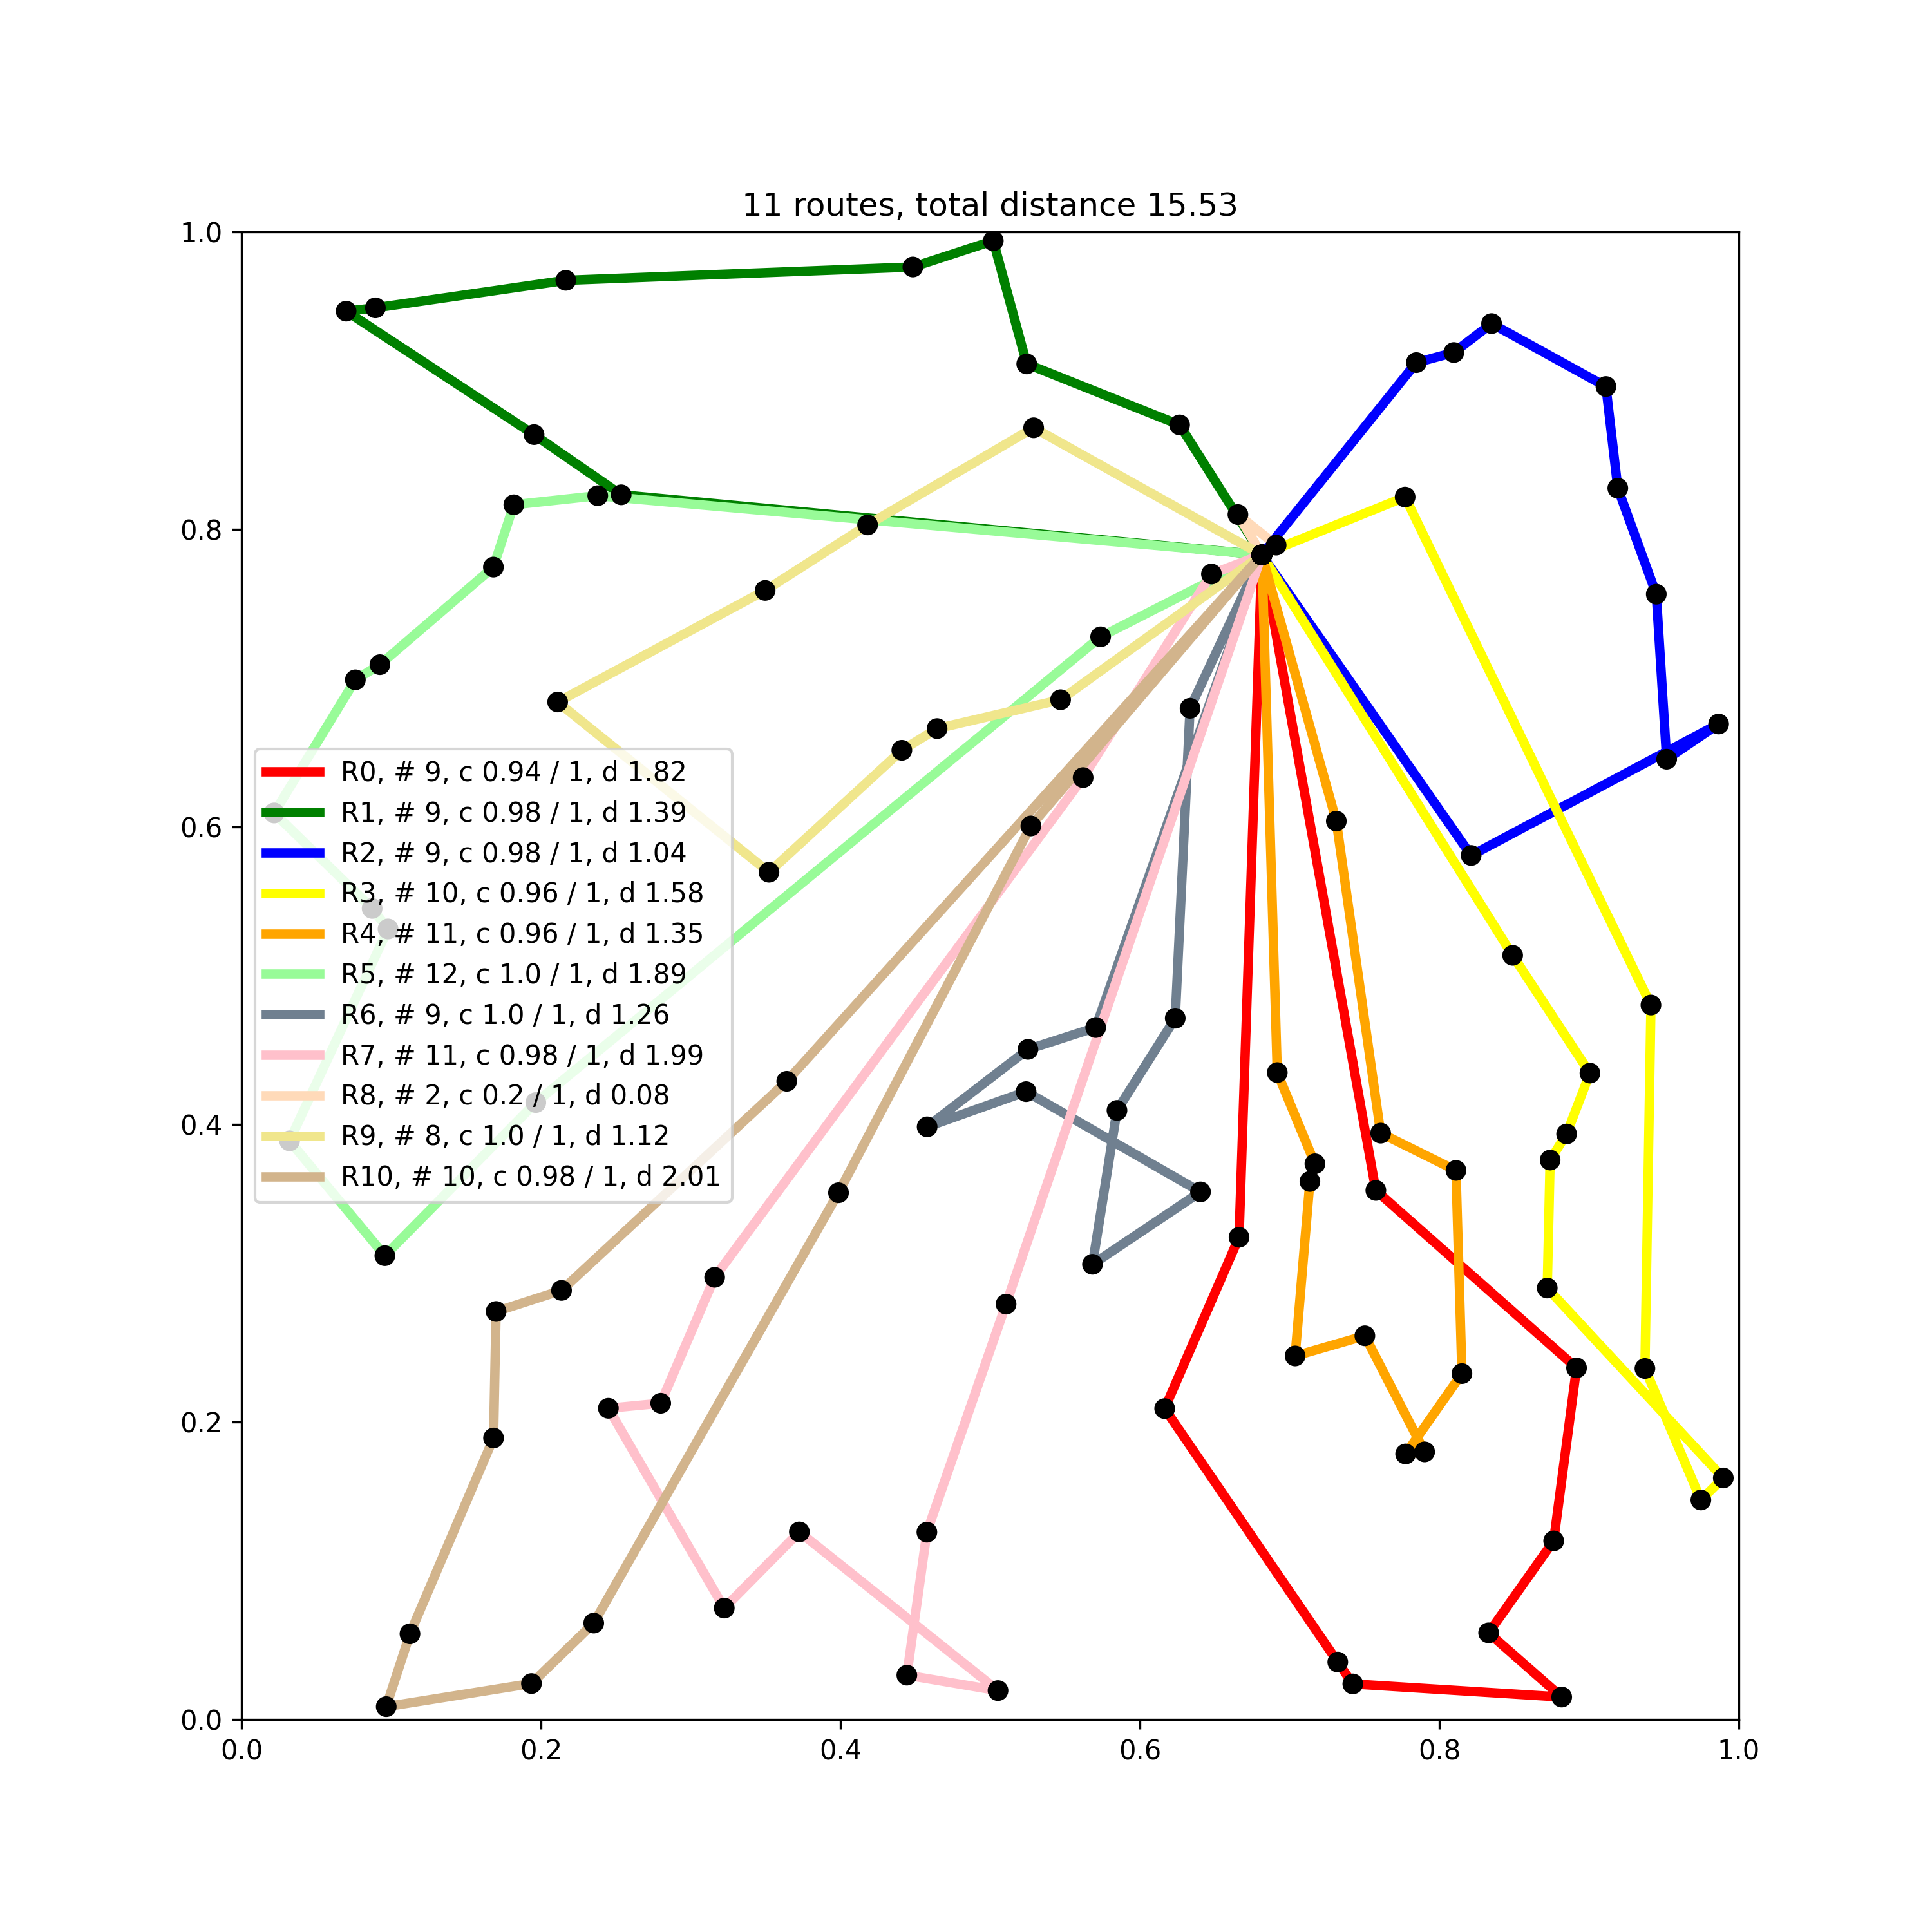 11 routes, total distance 15.53
1.0
0.8
0.6
0.4
0.2
0.0
R0, # 9, c 0.94 / 1, d 1.82
R1, # 9, c 0.98 / 1, d 1.39
R2, # 9, c 0.98 / 1, d 1.04
R3, # 10, c 0.96 / 1, d 1.58
R4, # 11, c 0.96 / 1, d 1.35
R5, # 12, c 1.0 / 1, d 1.89
R6, # 9, c 1.0 / 1, d 1.26
R7, # 11, c 0.98 / 1, d 1.99
R8, # 2, c 0.2 / 1, d 0.08
R9, # 8, c 1.0 / 1, d 1.12
R10, # 10, c 0.98 / 1, d 2.01
0.0 0.2 0.4 0.6 0.8 1.0